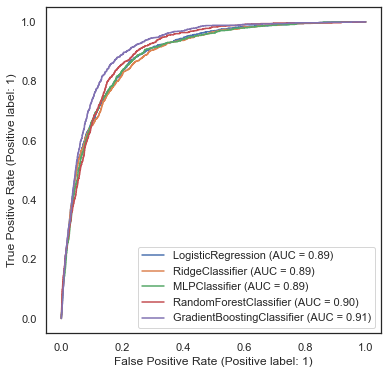 1.0
0.8
0.6
0.4
0.2
0.0
True Positive Rate (Positive label: 1)
LogisticRegression (AUC = 0.89)
RidgeClassifier (AUC = 0.89)
MLPClassifier (AUC = 0.89)
RandomForestClassifier (AUC = 0.90)
GradientBoostingClassifier (AUC = 0.91)
0.0 0.2 0.4 0.6 0.8 1.0
False Positive Rate (Positive label: 1)